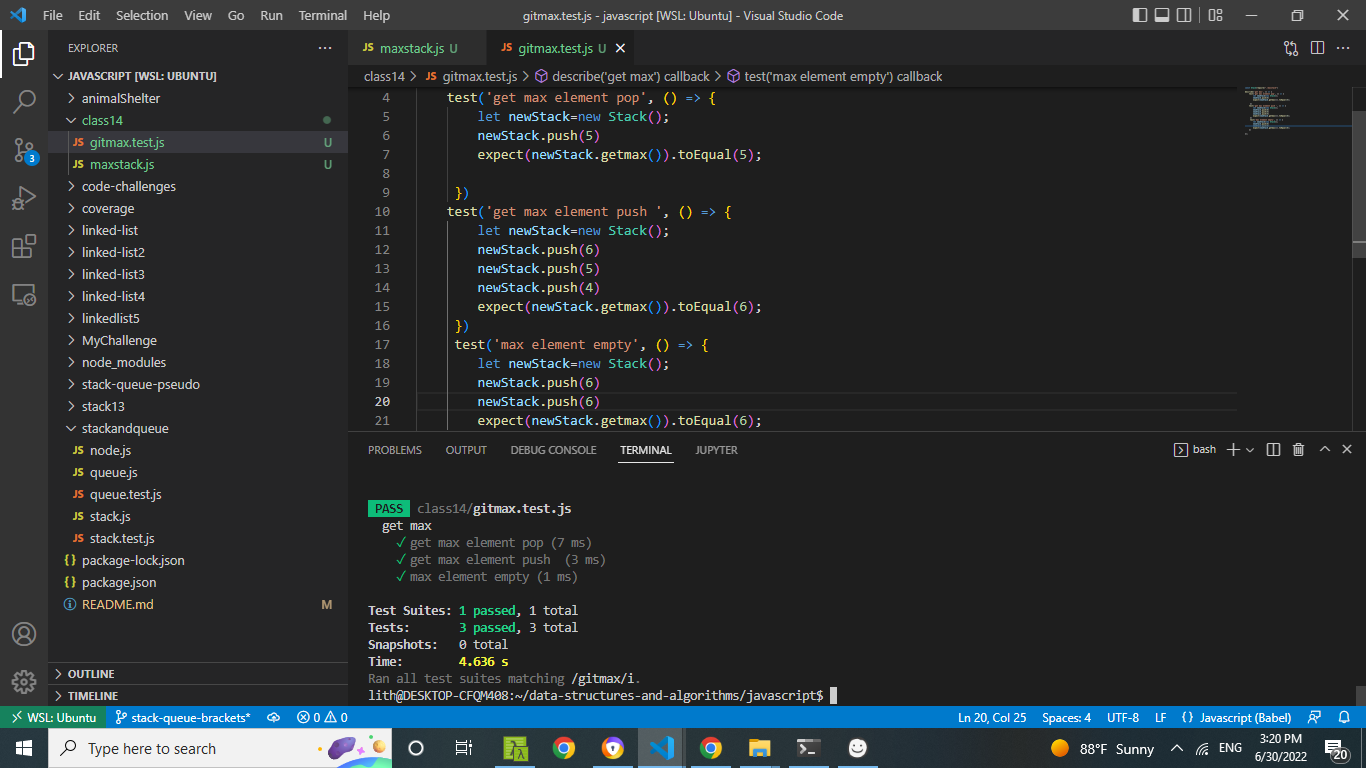 File Edit Selection View Go Run Terminal Help
gitmax.test.js - javascript [WSL: Ubuntu] - Visual Studio Code
EXPLORER
JAVASCRIPT [WSL: UBUNTU]
animalShelter
class14
JS gitmax.test.js U
JS maxstack.js U
code-challenges
coverage
linked-list
linked-list2
linked-list3
linked-list4
linkedlist5
MyChallenge
node_modules
stack-queue-pseudo
stack13
stackandqueue
JS node.js
JS queue.js
JS queue.test.js
JS stack.js
JS stack.test.js
{} package-lock.json
{} package.json
README.md M
OUTLINE
TIMELINE
3
JS maxstack.js U
JS gitmax.test.js U
class14 > JS gitmax.test.js > describe('get max') callback > test('max element empty') callback
4 test('get max element pop', () => {
5 let newStack=new Stack();
6 newStack.push(5)
7 expect(newStack.getmax()).toEqual(5);
8
9 })
10 test('get max element push ', () => {
11 let newStack=new Stack();
12 newStack.push(6)
13 newStack.push(5)
14 newStack.push(4)
15 expect(newStack.getmax()).toEqual(6);
16 })
17 test('max element empty', () => {
18 let newStack=new Stack();
19 newStack.push(6)
20 newStack.push(6)
21 expect(newStack.getmax()).toEqual(6);
PROBLEMS OUTPUT DEBUG CONSOLE TERMINAL JUPYTER
bash
PASS class14/gitmax.test.js
get max
✓ get max element pop (7 ms)
✓ get max element push  (3 ms)
✓ max element empty (1 ms)
Test Suites: 1 passed, 1 total
Tests: 3 passed, 3 total
Snapshots: 0 total
Time: 4.636 s
Ran all test suites matching /gitmax/i.
lith@DESKTOP-CFQM408:~/data-structures-and-algorithms/javascript$
WSL: Ubuntu stack-queue-brackets* 0 0 Ln 20, Col 25 Spaces: 4 UTF-8 LF {} Javascript (Babel)
Type here to search
88°F Sunny
ENG
3:20 PM
6/30/2022
20